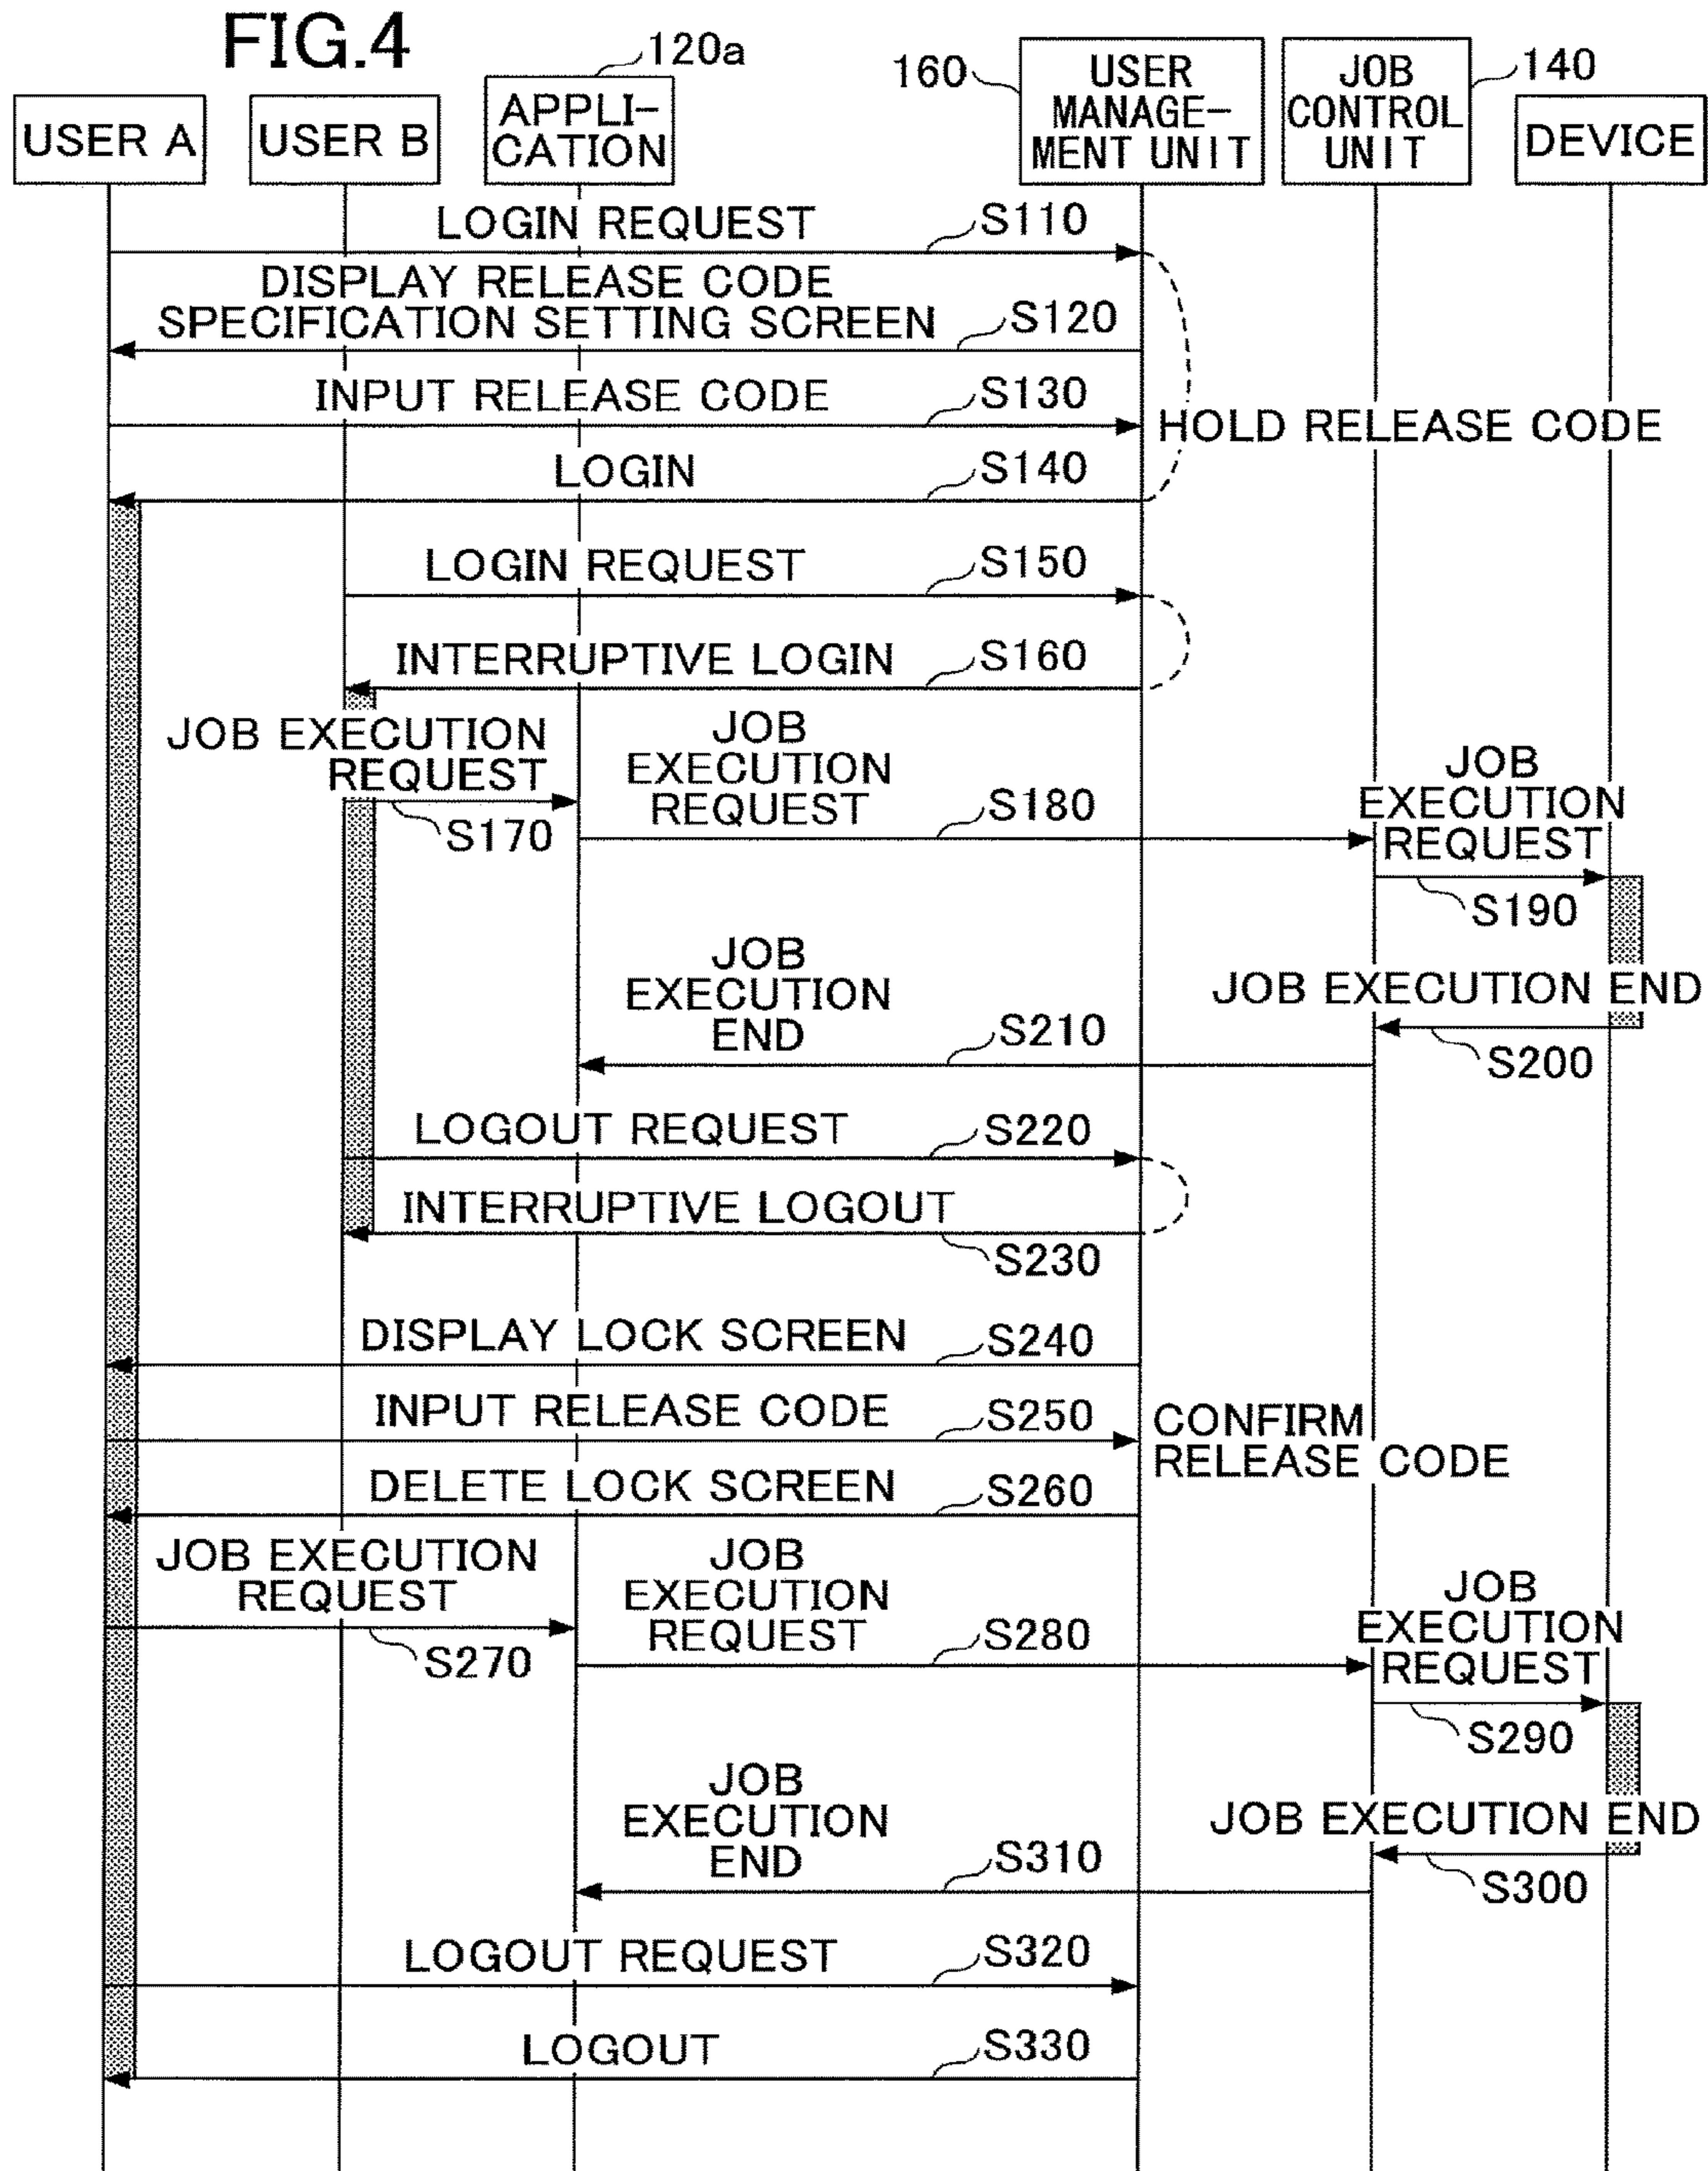 FIG.4
120a
160
140
USER A
USER B
APPLI-
CATION
USER
MANAGE-
MENT UNIT
JOB
CONTROL
UNIT
DEVICE
LOGIN REQUEST
S110
DISPLAY RELEASE CODE
SPECIFICATION SETTING SCREEN
S120
INPUT RELEASE CODE
S130
HOLD RELEASE CODE
LOGIN
S140
LOGIN REQUEST
S150
INTERRUPTIVE LOGIN
S160
JOB EXECUTION
REQUEST
S170
JOB
EXECUTION
REQUEST
S180
JOB
EXECUTION
REQUEST
S190
JOB EXECUTION END
S200
JOB
EXECUTION
END
S210
LOGOUT REQUEST
S220
INTERRUPTIVE LOGOUT
S230
DISPLAY LOCK SCREEN
S240
INPUT RELEASE CODE
S250
CONFIRM
RELEASE CODE
DELETE LOCK SCREEN
S260
JOB EXECUTION
REQUEST
S270
JOB
EXECUTION
REQUEST
S280
JOB
EXECUTION
REQUEST
S290
JOB EXECUTION END
S300
JOB
EXECUTION
END
S310
LOGOUT REQUEST
S320
LOGOUT
S330